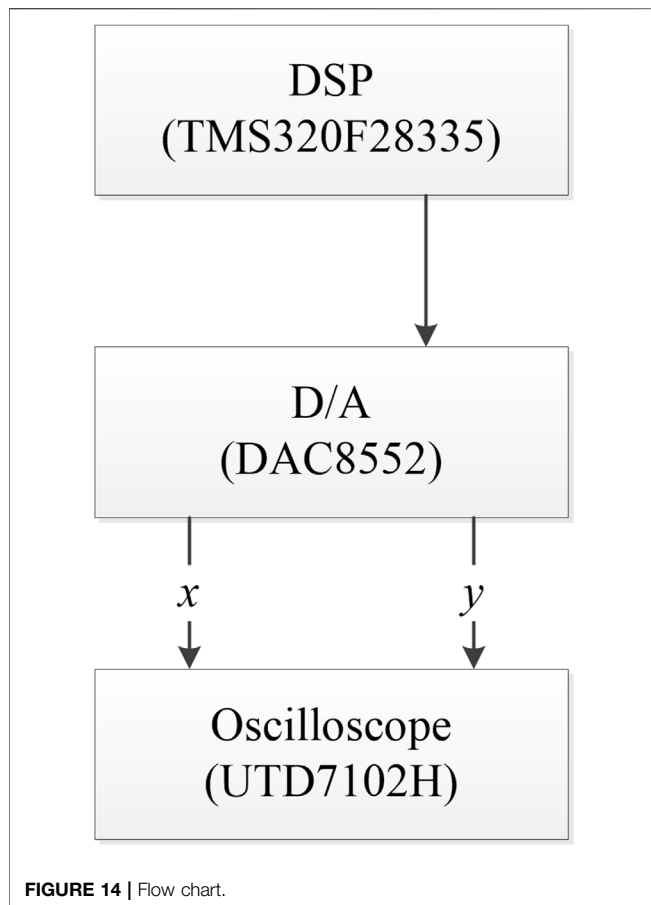 DSP
(TMS320F28335)
D/A
(DAC8552)
x y
Oscilloscope
(UTD7102H)
FIGURE 14 | Flow chart.